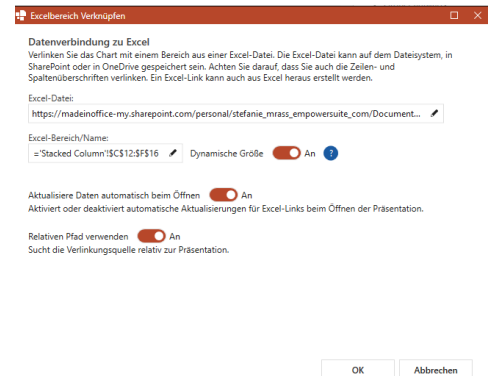 Excelbereich Verknüpfen
Datenverbindung zu Excel
Verlinken Sie das Chart mit einem Bereich aus einer Excel-Datei. Die Excel-Datei kann auf dem Dateisystem, in
SharePoint oder in OneDrive gespeichert sein. Achten Sie darauf, dass Sie auch die Zeilen- und
Spaltenüberschriften verlinken. Ein Excel-Link kann auch aus Excel heraus erstellt werden.
Excel-Datei:
https://madeinoffice-my.sharepoint.com/personal/stefanie_mrass_empowersuite_com/Document...
Excel-Bereich/Name:
='Stacked Column'!$C$12:$F$16 Dynamische Größe An ?
Aktualisiere Daten automatisch beim Öffnen An
Aktiviert oder deaktiviert automatische Aktualisierungen für Excel-Links beim Öffnen der Präsentation.
Relativen Pfad verwenden An
Sucht die Verlinkungsquelle relativ zur Präsentation.
OK Abbrechen